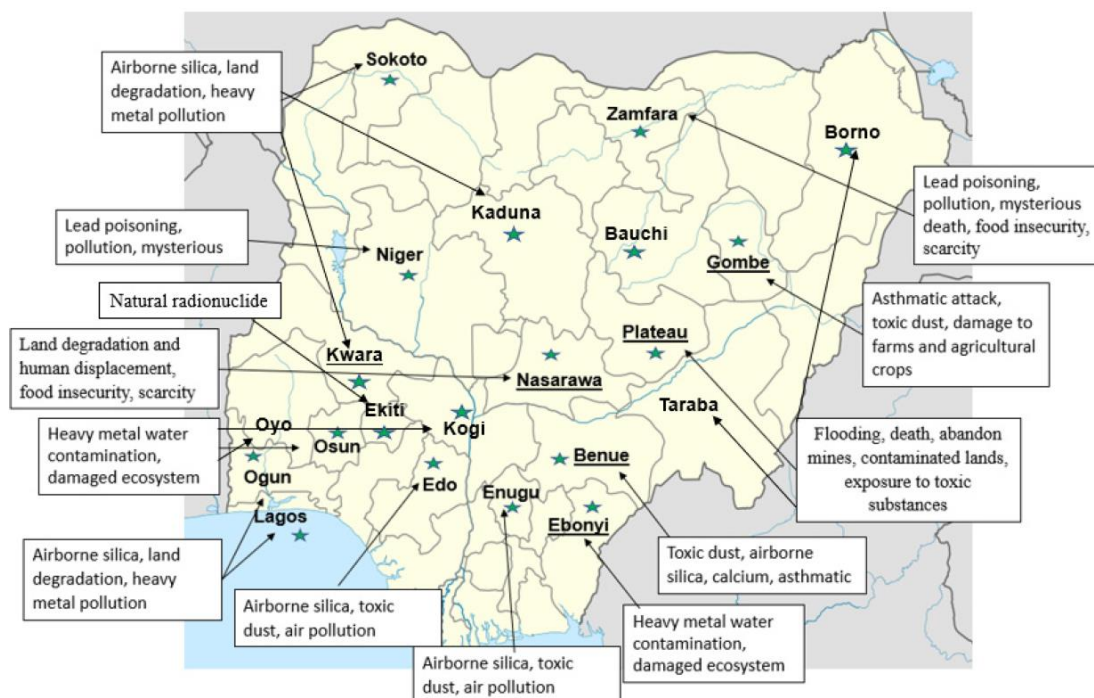 Airborne silica, land
degradation, heavy
metal pollution
Sokoto
Zamfara
Borno
Lead poisoning,
pollution, mysterious
death, food insecurity,
scarcity
Kaduna
Lead poisoning,
pollution, mysterious
Niger
Bauchi
Gombe
Natural radionuclide
Asthmatic attack,
toxic dust, damage to
farms and agricultural
crops
Land degradation and
human displacement,
food insecurity, scarcity
Kwara
Plateau
Nasarawa
Ekiti
Taraba
Oyo
Osun
Kogi
Heavy metal water
contamination,
damaged ecosystem
Flooding, death, abandon
mines, contaminated lands,
exposure to toxic
substances
Ogun
Edo
Benue
Enugu
Lagos
Ebonyi
Airborne silica, land
degradation, heavy
metal pollution
Toxic dust, airborne
silica, calcium, asthmatic
Airborne silica, toxic
dust, air pollution
Heavy metal water
contamination,
damaged ecosystem
Airborne silica, toxic
dust, air pollution